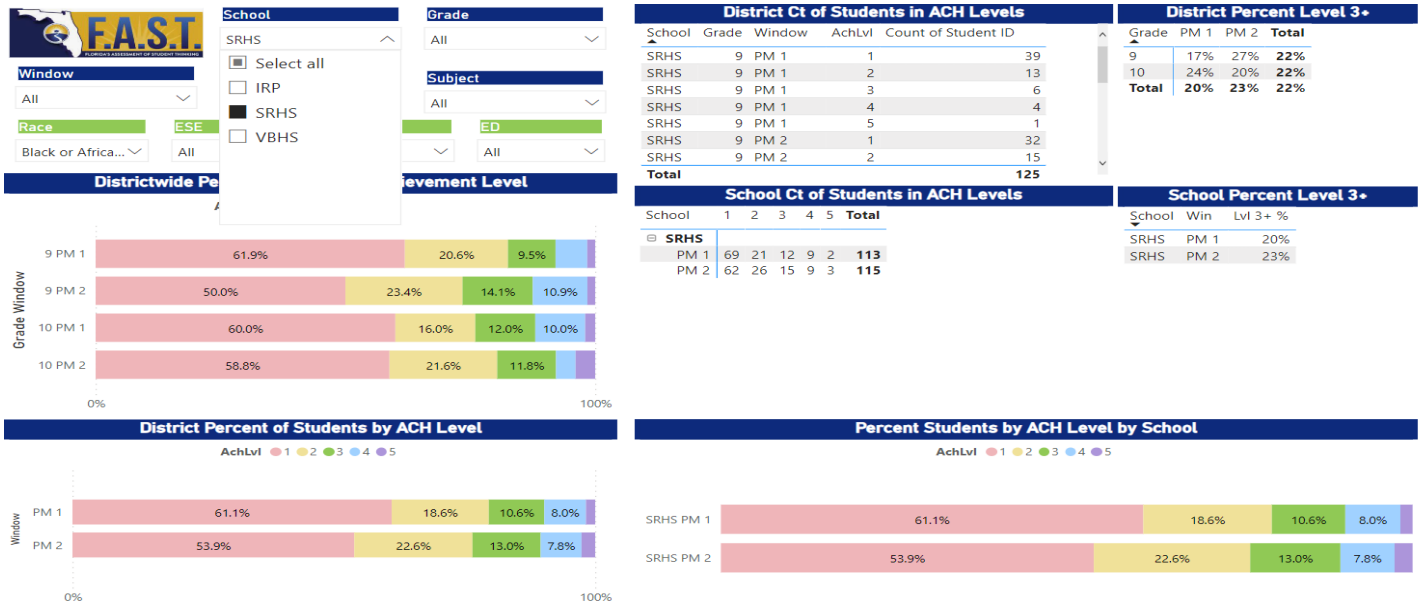 F.A.S.T.
FLORIDA'S ASSESSMENT OF STUDENT THINKING
School
SRHS
Select all
IRP
SRHS
VBHS
Grade
All
Window
All
Subject
All
Race
Black or Africa...
ESE
All
ED
All
Districtwide Pe
ievement Level
Grade Window
9 PM 1 61.9% 20.6% 9.5%
9 PM 2 50.0% 23.4% 14.1% 10.9%
10 PM 1 60.0% 16.0% 12.0% 10.0%
10 PM 2 58.8% 21.6% 11.8%
0% 100%
District Ct of Students in ACH Levels
School Grade Window AchLvl Count of Student ID
SRHS 9 PM 1 1 39
SRHS 9 PM 1 2 13
SRHS 9 PM 1 3 6
SRHS 9 PM 1 4 4
SRHS 9 PM 1 5 1
SRHS 9 PM 2 1 32
SRHS 9 PM 2 2 15
Total 125
District Percent Level 3+
Grade PM 1 PM 2 Total
9 17% 27% 22%
10 24% 20% 22%
Total 20% 23% 22%
School Ct of Students in ACH Levels
School 1 2 3 4 5 Total
SRHS
PM 1 69 21 12 9 2 113
PM 2 62 26 15 9 3 115
School Percent Level 3+
School Win Lvl 3+ %
SRHS PM 1 20%
SRHS PM 2 23%
District Percent of Students by ACH Level
AchLvl 1 2 3 4 5
Window
PM 1 61.1% 18.6% 10.6% 8.0%
PM 2 53.9% 22.6% 13.0% 7.8%
0% 100%
Percent Students by ACH Level by School
AchLvl 1 2 3 4 5
SRHS PM 1 61.1% 18.6% 10.6% 8.0%
SRHS PM 2 53.9% 22.6% 13.0% 7.8%